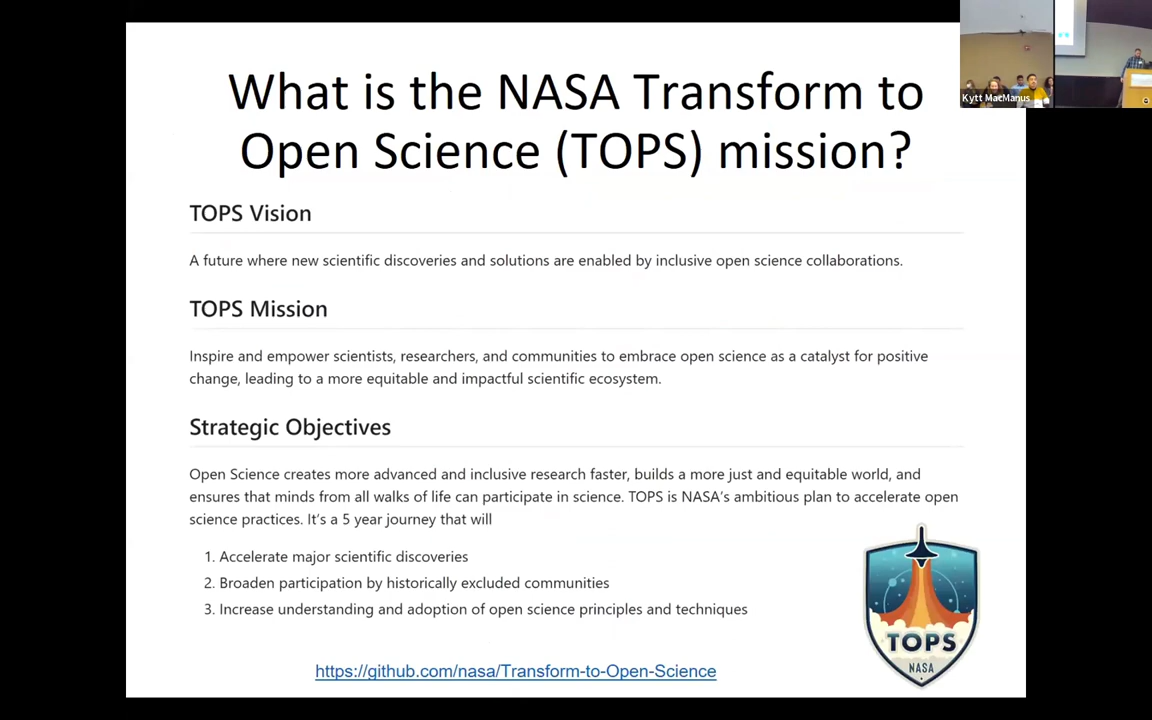 What is the NASA Transform to
Open Science (TOPS) mission?
Kytt MacManus
TOPS Vision
A future where new scientific discoveries and solutions are enabled by inclusive open science collaborations.
TOPS Mission
Inspire and empower scientists, researchers, and communities to embrace open science as a catalyst for positive
change, leading to a more equitable and impactful scientific ecosystem.
Strategic Objectives
Open Science creates more advanced and inclusive research faster, builds a more just and equitable world, and
ensures that minds from all walks of life can participate in science. TOPS is NASA’s ambitious plan to accelerate open
science practices. It’s a 5 year journey that will
1. Accelerate major scientific discoveries
2. Broaden participation by historically excluded communities
3. Increase understanding and adoption of open science principles and techniques
TOPS
NASA
https://github.com/nasa/Transform-to-Open-Science